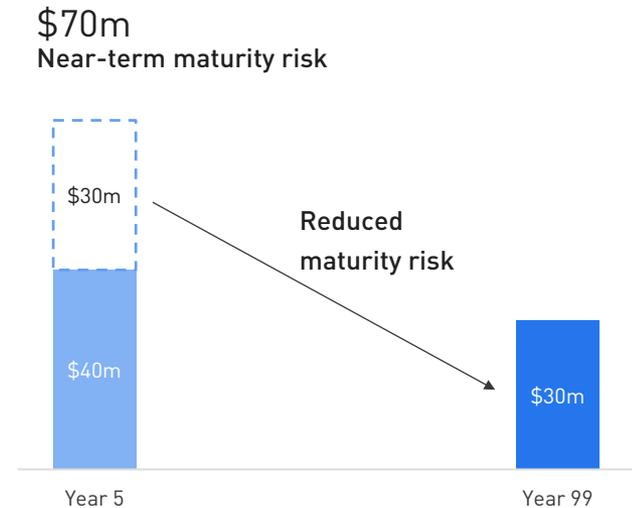 $70m
Near-term maturity risk
$30m
Reduced
maturity risk
$40m
$30m
Year 5
Year 99